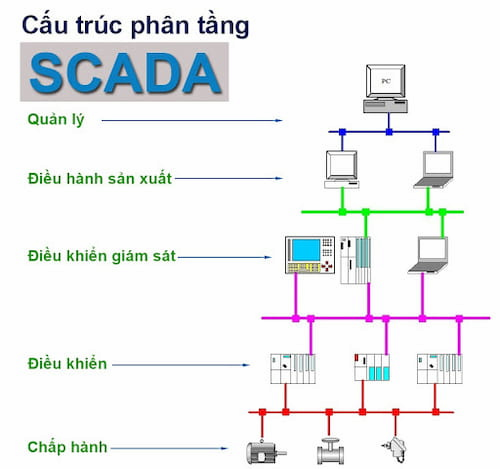 Cấu trúc phân tầng
SCADA
PC
Quản lý
Điều hành sản xuất
Điều khiển giám sát
Điều khiển
Chấp hành